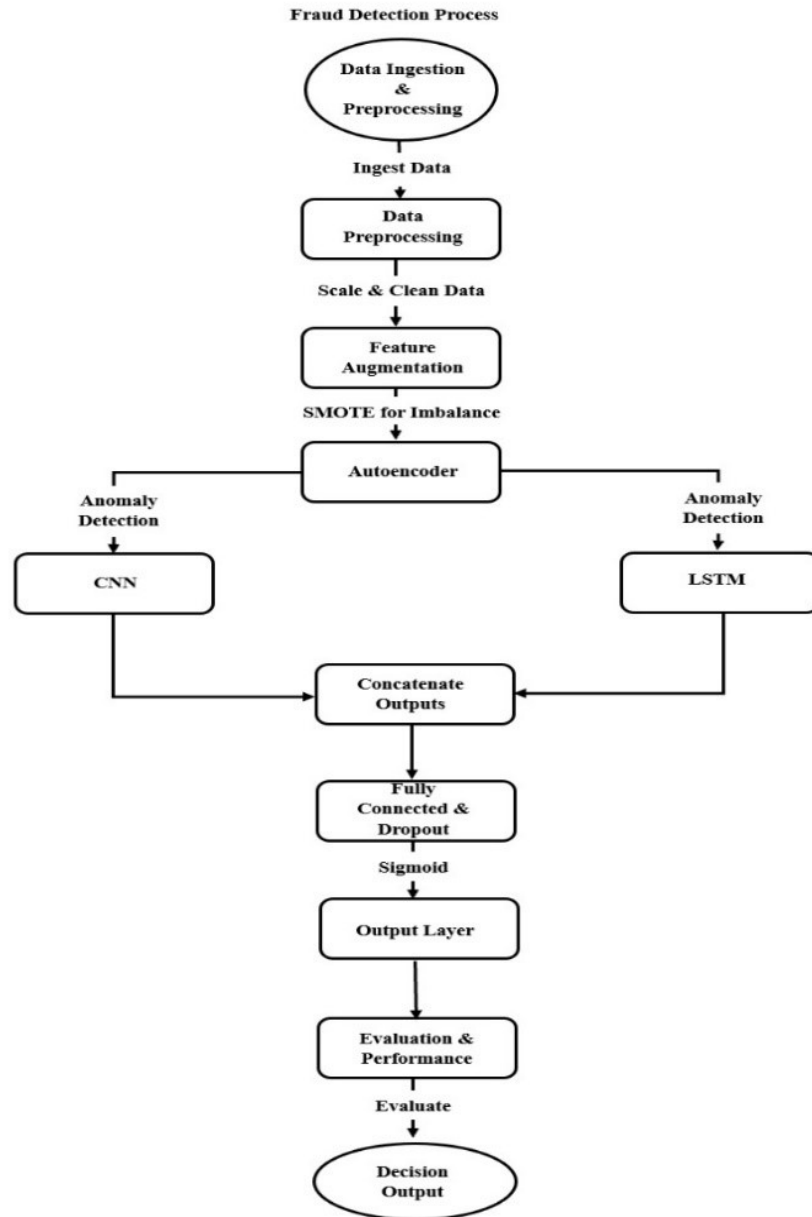 Fraud Detection Process
Data Ingestion
&
Preprocessing
Ingest Data
Data
Preprocessing
Scale & Clean Data
Feature
Augmentation
SMOTE for Imbalance
Autoencoder
Anomaly
Detection
Anomaly
Detection
CNN
LSTM
Concatenate
Outputs
Fully
Connected &
Dropout
Sigmoid
Output Layer
Evaluation &
Performance
Evaluate
Decision
Output